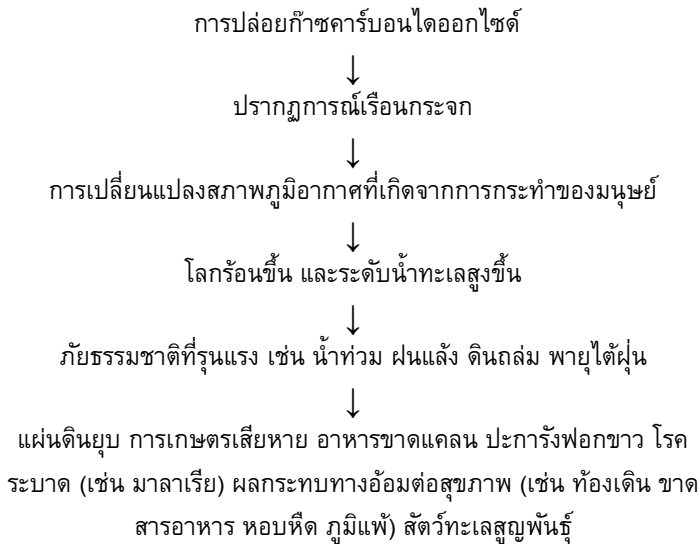 การปล่อยก๊าซคาร์บอนไดออกไซด์
↓
ปรากฏการณ์เรือนกระจก
↓
การเปลี่ยนแปลงสภาพภูมิอากาศที่เกิดจากการกระทำของมนุษย์
↓
โลกร้อนขึ้น และระดับน้ำทะเลสูงขึ้น
↓
ภัยธรรมชาติที่รุนแรง เช่น น้ำท่วม ฝนแล้ง ดินถล่ม พายุไต้ฝุ่น
↓
แผ่นดินยุบ การเกษตรเสียหาย อาหารขาดแคลน ปะการังฟอกขาว โรค
ระบาด (เช่น มาลาเรีย) ผลกระทบทางอ้อมต่อสุขภาพ (เช่น ท้องเดิน ขาด
สารอาหาร หอบหืด ภูมิแพ้) สัตว์ทะเลสูญพันธุ์